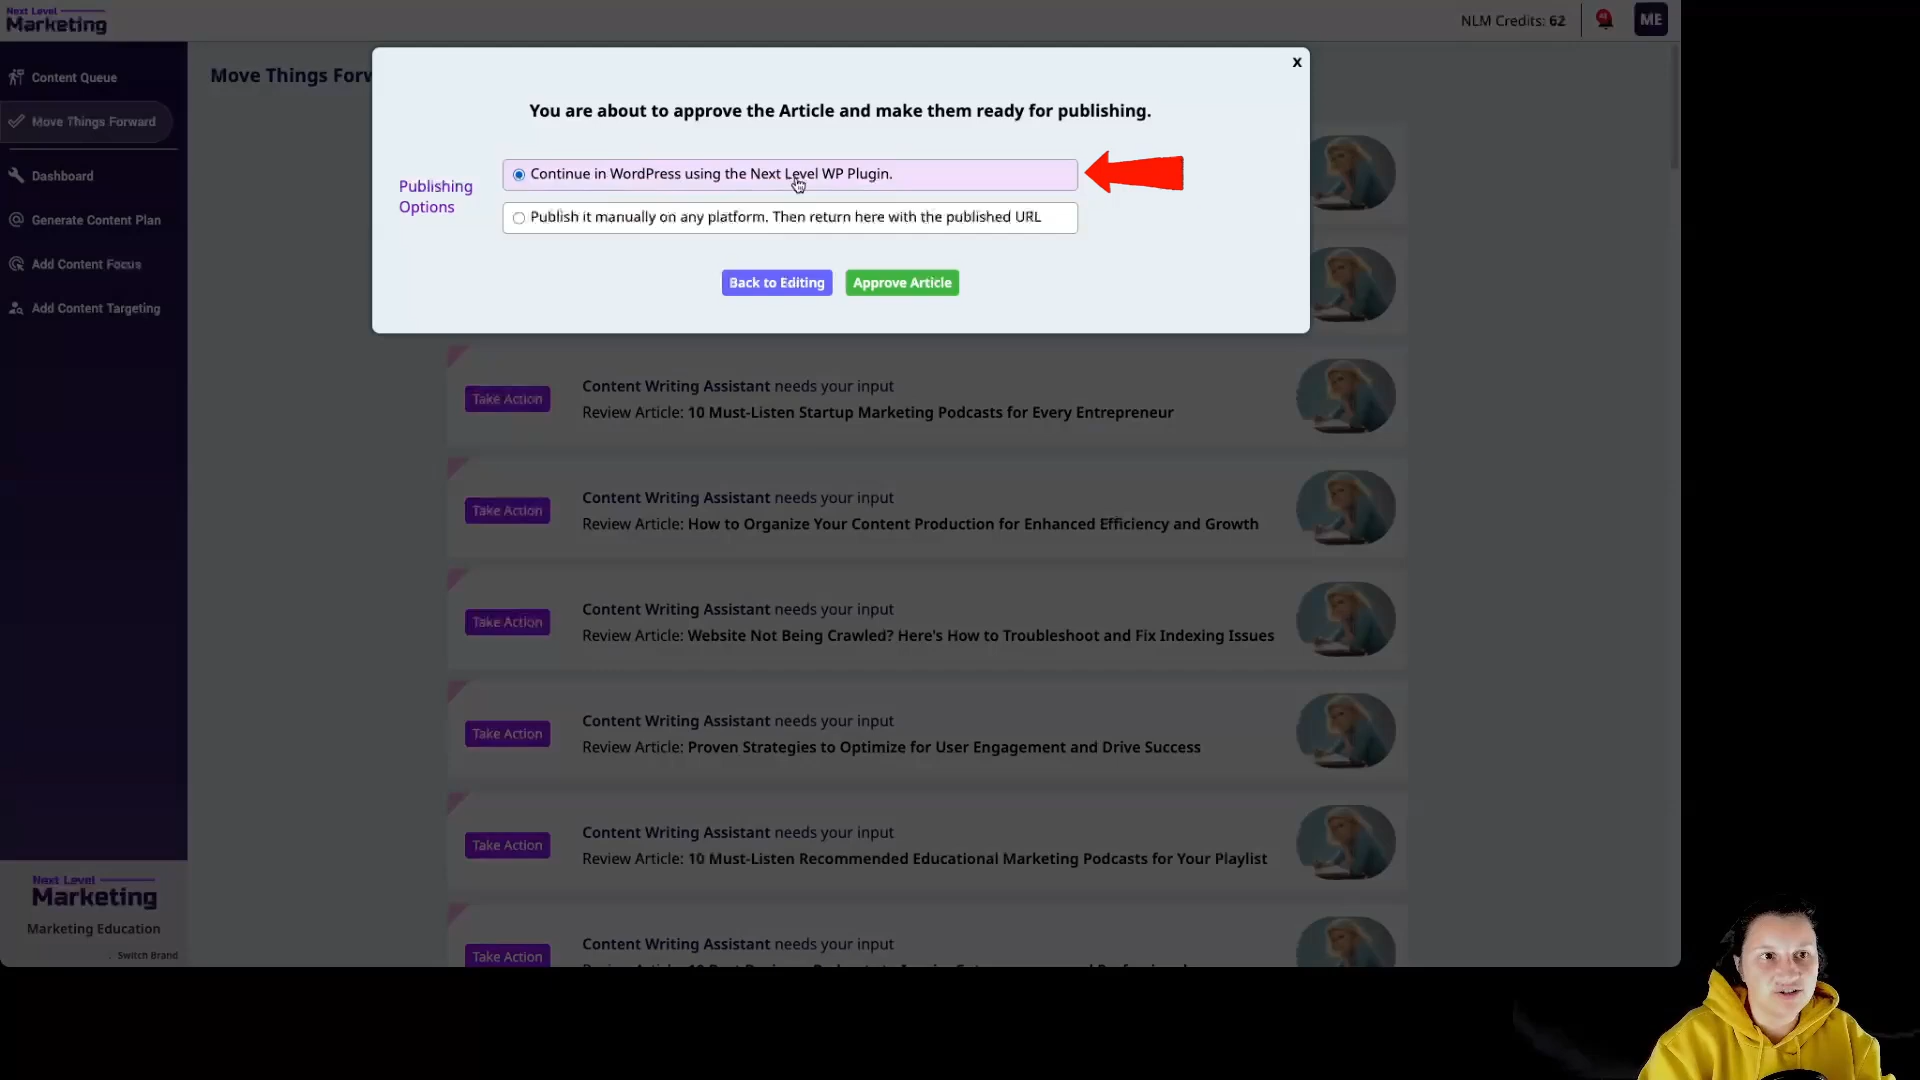 Next Level
Marketing
NLM Credits: 62
ME
Content Queue
Move Things Forward
Dashboard
Generate Content Plan
Add Content Focus
Add Content Targeting
Move Things Forw
X
You are about to approve the Article and make them ready for publishing.
Publishing
Options
Continue in WordPress using the Next Level WP Plugin.
Publish it manually on any platform. Then return here with the published URL
Back to Editing
Approve Article
Take Action
Content Writing Assistant needs your input
Review Article: 10 Must-Listen Startup Marketing Podcasts for Every Entrepreneur
Take Action
Content Writing Assistant needs your input
Review Article: How to Organize Your Content Production for Enhanced Efficiency and Growth
Take Action
Content Writing Assistant needs your input
Review Article: Website Not Being Crawled? Here's How to Troubleshoot and Fix Indexing Issues
Take Action
Content Writing Assistant needs your input
Review Article: Proven Strategies to Optimize for User Engagement and Drive Success
Take Action
Content Writing Assistant needs your input
Review Article: 10 Must-Listen Recommended Educational Marketing Podcasts for Your Playlist
Take Action
Content Writing Assistant needs your input
Next Level
Marketing
Marketing Education
Switch Brand